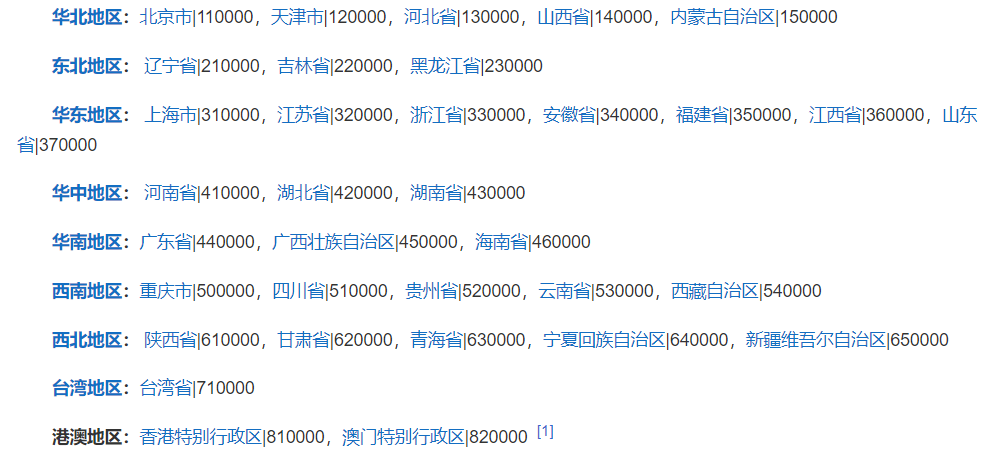 华北地区：北京市|110000，天津市|120000，河北省|130000，山西省|140000，内蒙古自治区|150000
东北地区： 辽宁省|210000，吉林省|220000，黑龙江省|230000
华东地区： 上海市|310000，江苏省|320000，浙江省|330000，安徽省|340000，福建省|350000，江西省|360000，山东
省|370000
华中地区： 河南省|410000，湖北省|420000，湖南省|430000
华南地区：广东省|440000，广西壮族自治区|450000，海南省|460000
西南地区：重庆市|500000，四川省|510000，贵州省|520000，云南省|530000，西藏自治区|540000
西北地区： 陕西省|610000，甘肃省|620000，青海省|630000，宁夏回族自治区|640000，新疆维吾尔自治区|650000
台湾地区：台湾省|710000
港澳地区：香港特别行政区|810000，澳门特别行政区|820000 [1]